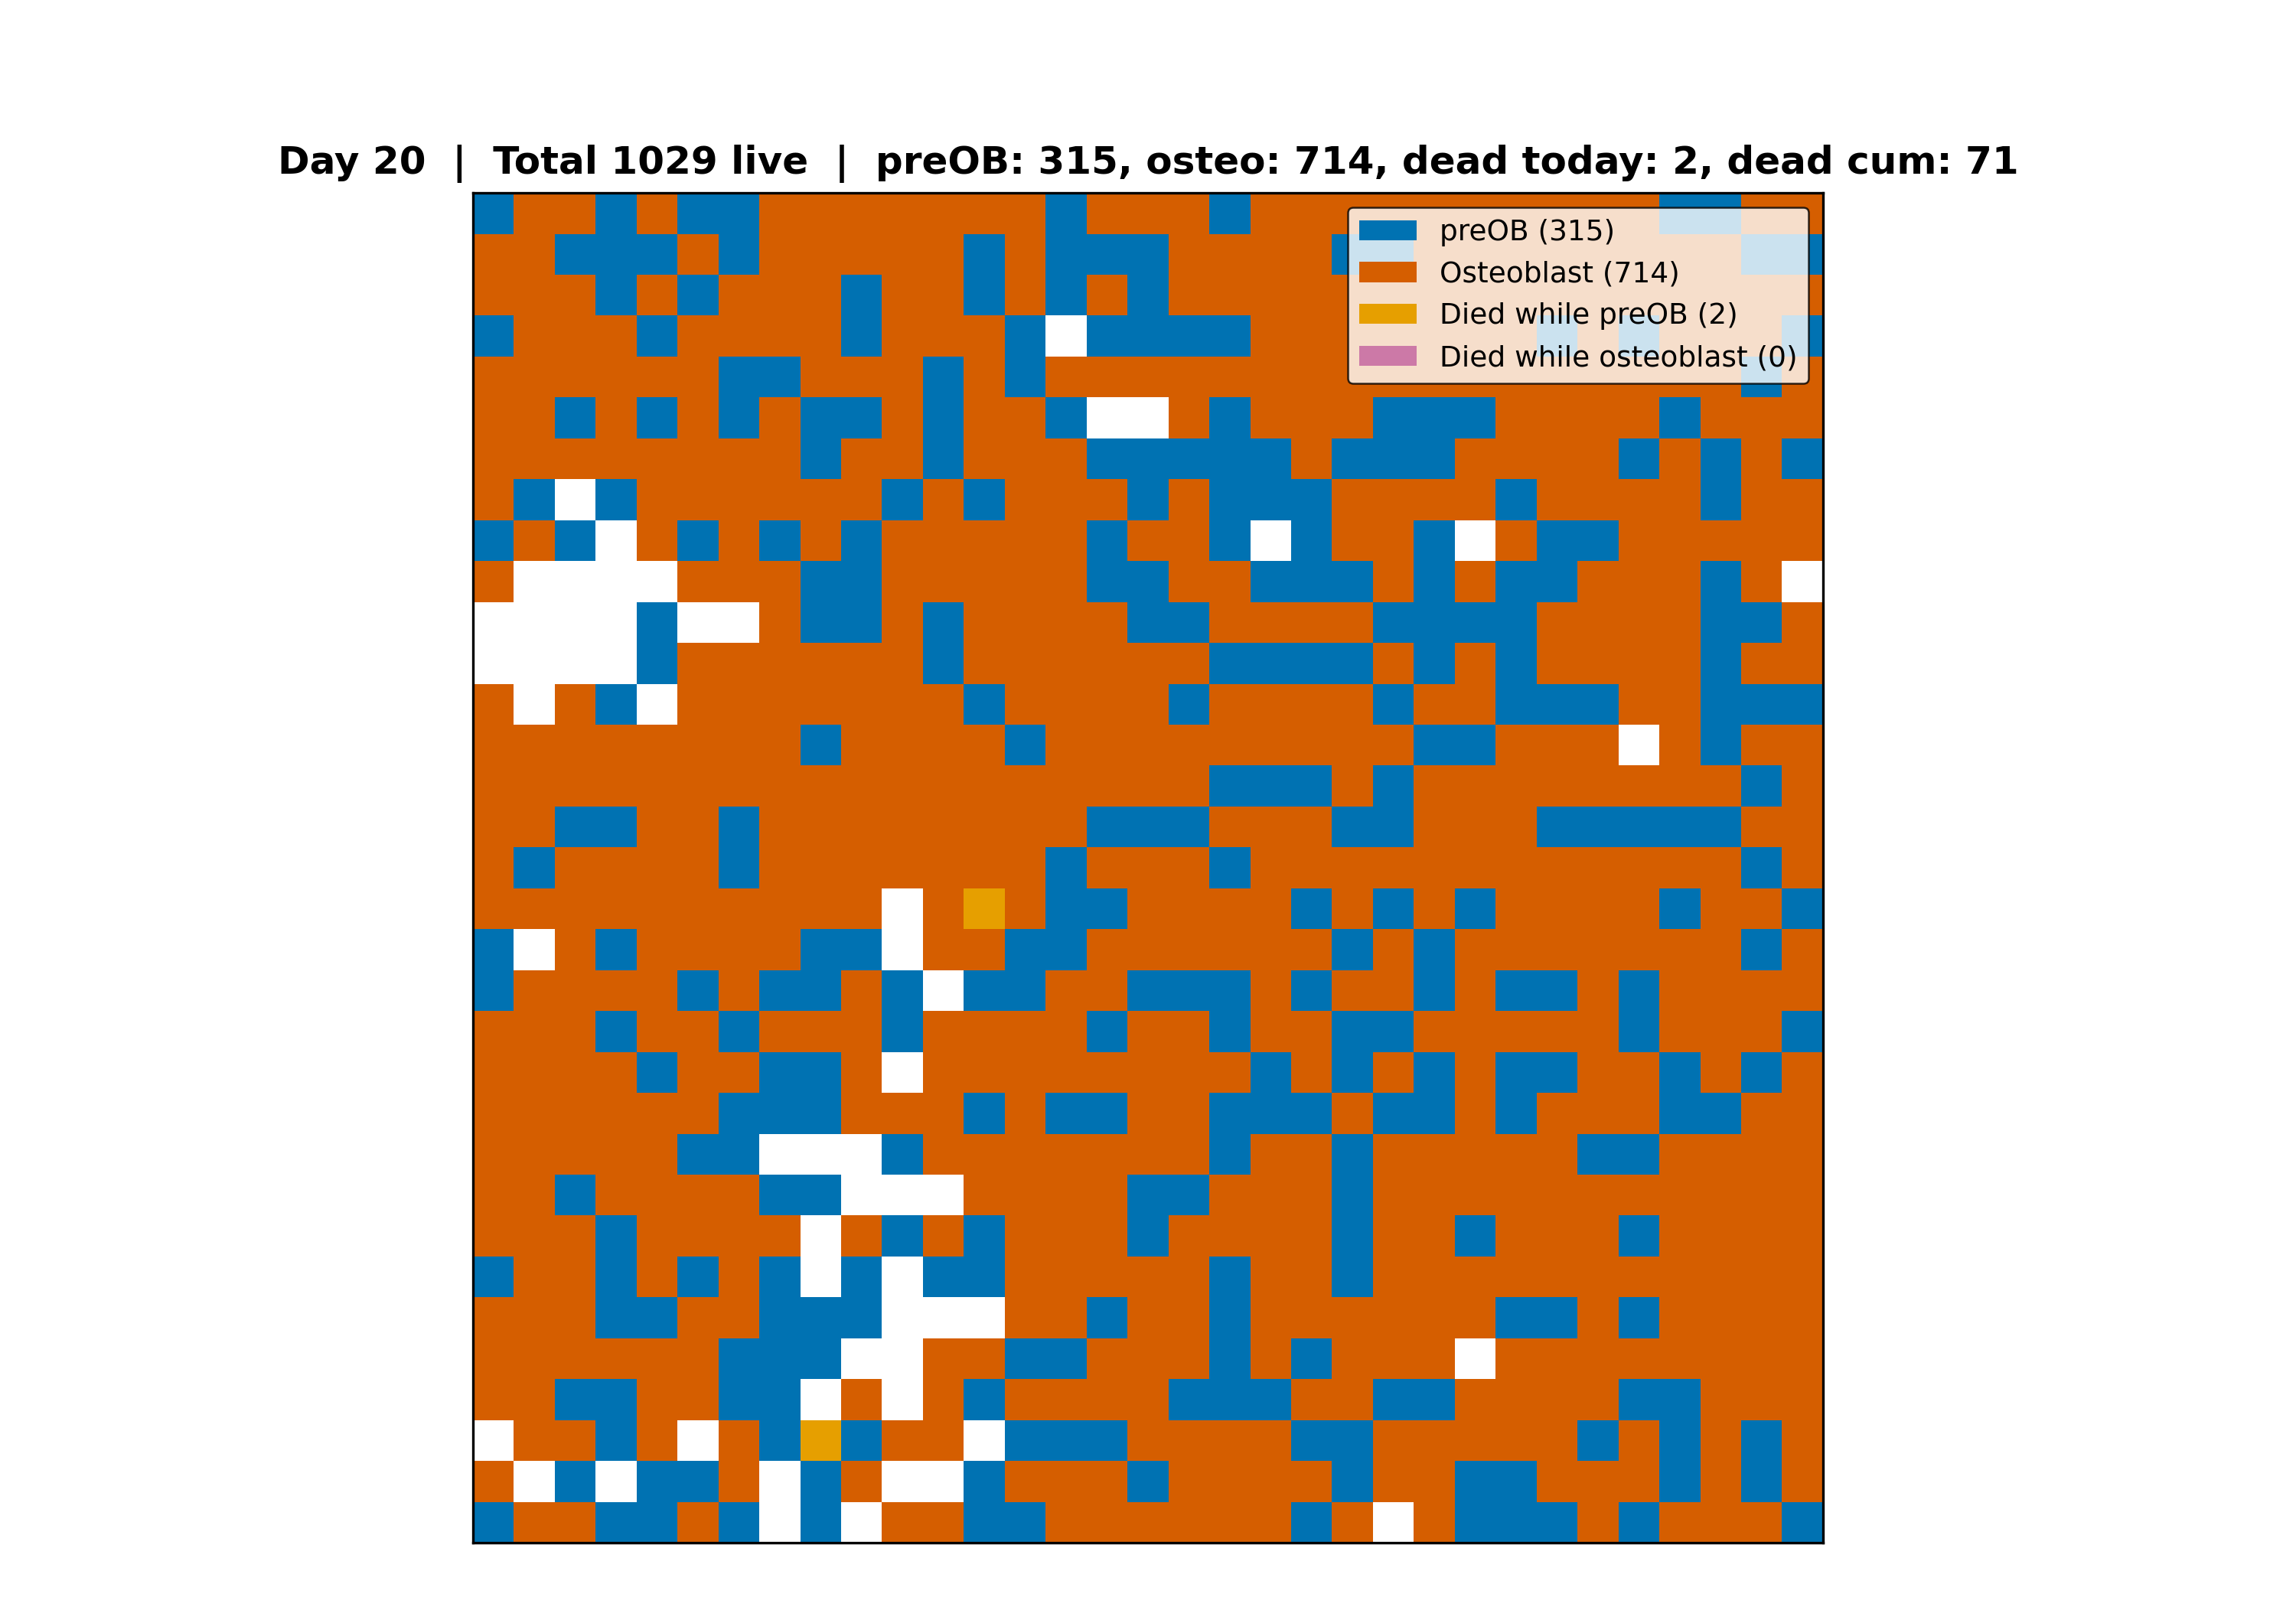 Day 20 | Total 1029 live | preOB: 315, osteo: 714, dead today: 2, dead cum: 71
preOB (315)
Osteoblast (714)
Died while preOB (2)
Died while osteoblast (0)